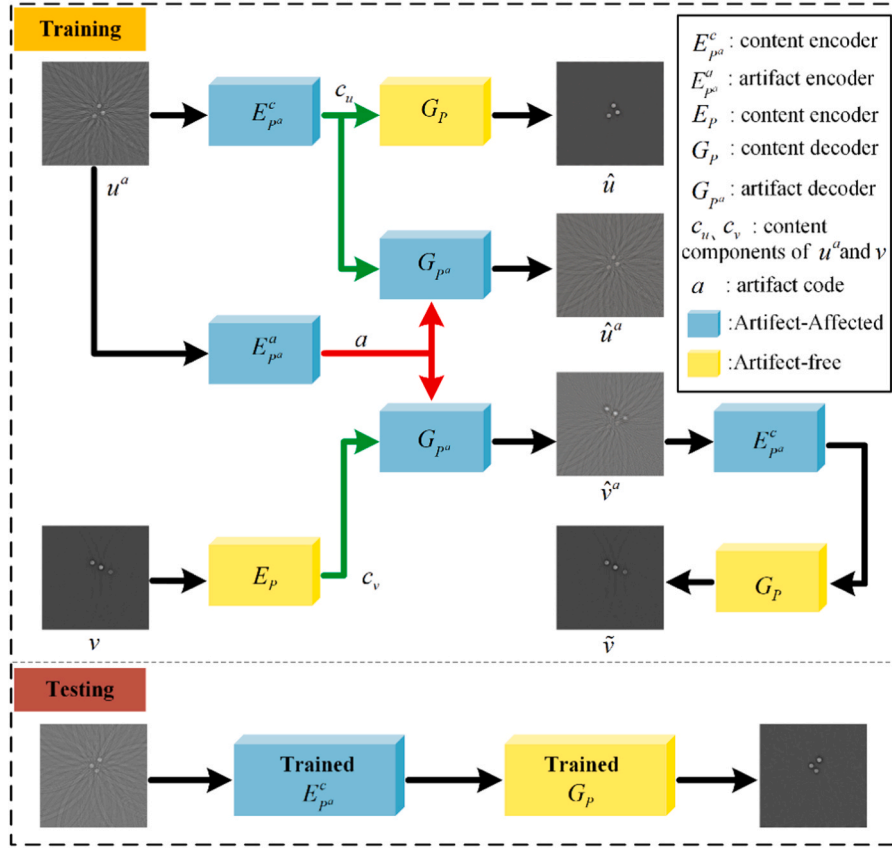 Training
u^a
E^c_{p^a}
c_u
G_P
û
G_{p^a}
û^a
E^a_{p^a}
a
G_{p^a}
v̂^a
E^c_{p^a}
v
E_P
c_v
ṽ
G_P
E^c_{p^a} : content encoder
E^a_{p^a} : artifact encoder
E_P : content encoder
G_P : content decoder
G_{p^a} : artifact decoder
c_u、c_v : content
components of u^a and v
a : artifact code
:Artifect-Affected
:Artifect-free
Testing
Trained
E^c_{p^a}
Trained
G_P